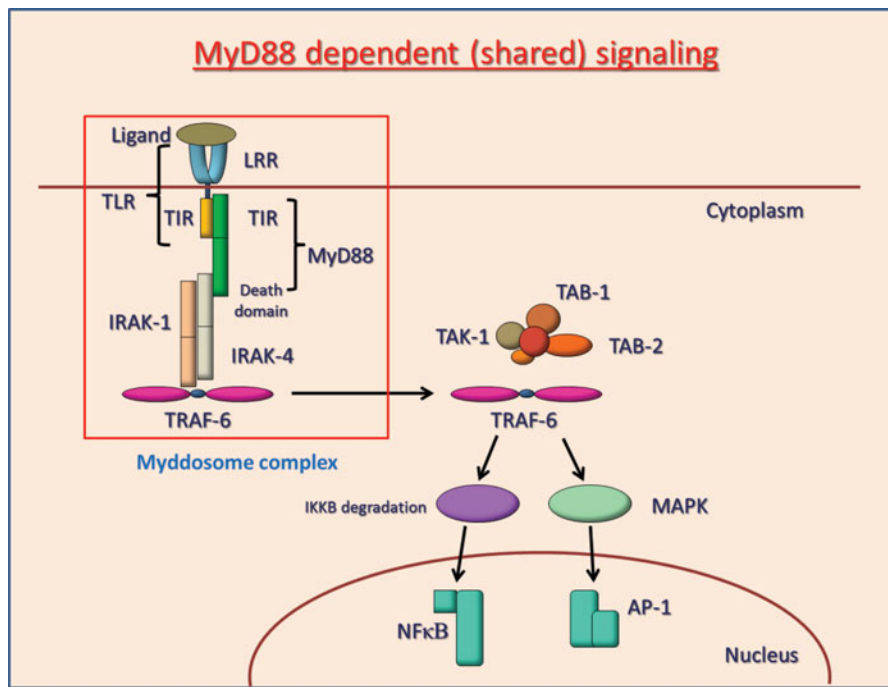 MyD88 dependent (shared) signaling
Ligand
LRR
TLR
TIR
TIR
Cytoplasm
MyD88
Death
domain
IRAK-1
IRAK-4
TRAF-6
Myddosome complex
TAB-1
TAK-1
TAB-2
TRAF-6
IKKB degradation
MAPK
NFκB
AP-1
Nucleus